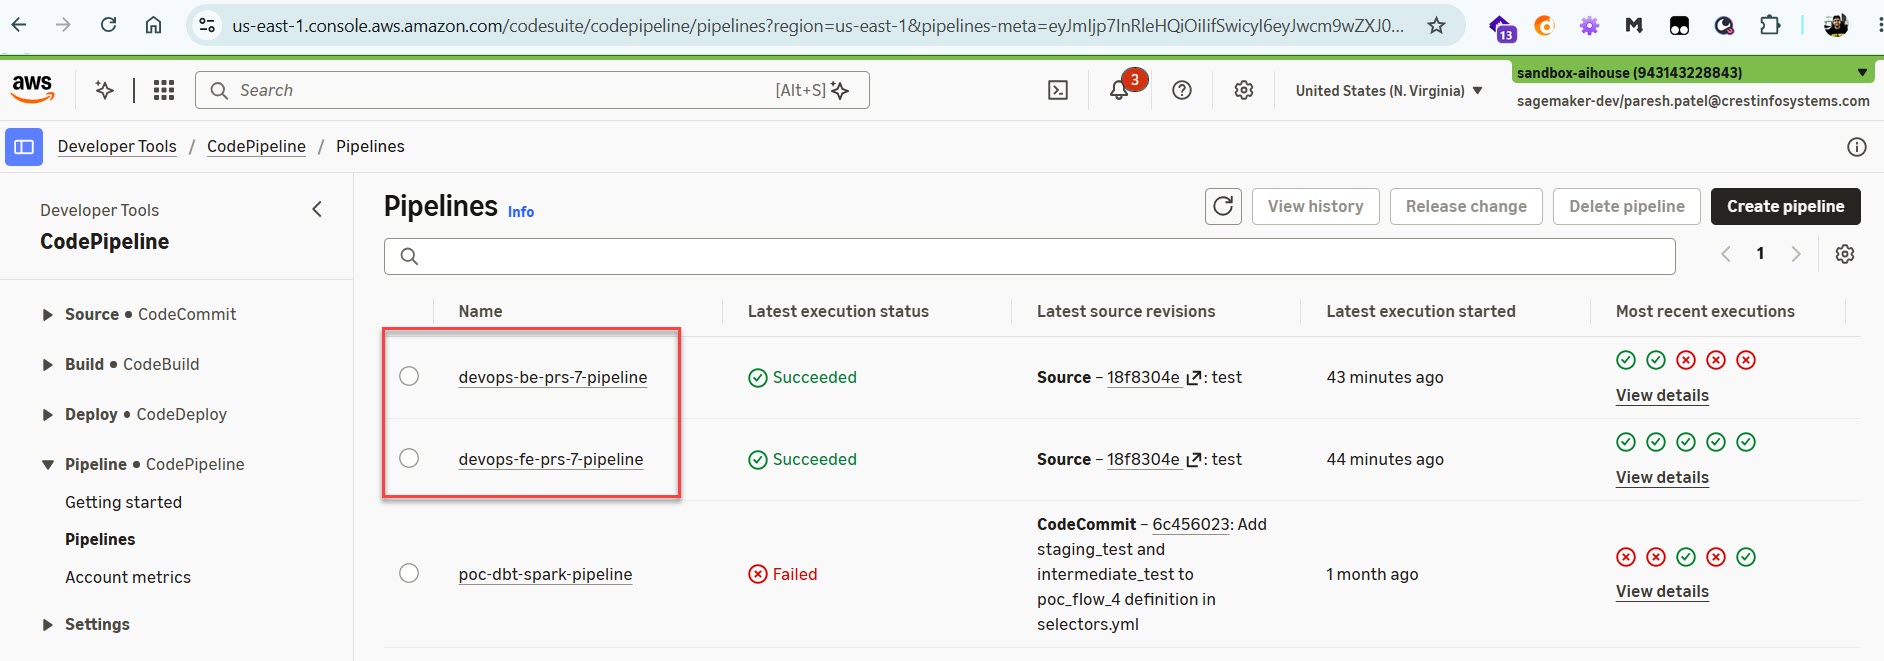 us-east-1.console.aws.amazon.com/codesuite/codepipeline/pipelines?region=us-east-1&pipelines-meta=eyJmIjp7InRleHQiOiIifSwicyI6eyJwcm9wZXJ0...
13
aws
Search
[Alt+S]
3
United States (N. Virginia)
sandbox-aihouse (943143228843)
sagemaker-dev/paresh.patel@crestinfosystems.com
Developer Tools / CodePipeline / Pipelines
Developer Tools
CodePipeline
Source • CodeCommit
Build • CodeBuild
Deploy • CodeDeploy
Pipeline • CodePipeline
Getting started
Pipelines
Account metrics
Settings
Pipelines Info
View history
Release change
Delete pipeline
Create pipeline
1
Name Latest execution status Latest source revisions Latest execution started Most recent executions
devops-be-prs-7-pipeline Succeeded Source – 18f8304e : test 43 minutes ago
View details
devops-fe-prs-7-pipeline Succeeded Source – 18f8304e : test 44 minutes ago
View details
poc-dbt-spark-pipeline Failed
CodeCommit – 6c456023: Add
staging_test and
intermediate_test to
poc_flow_4 definition in
selectors.yml
1 month ago
View details